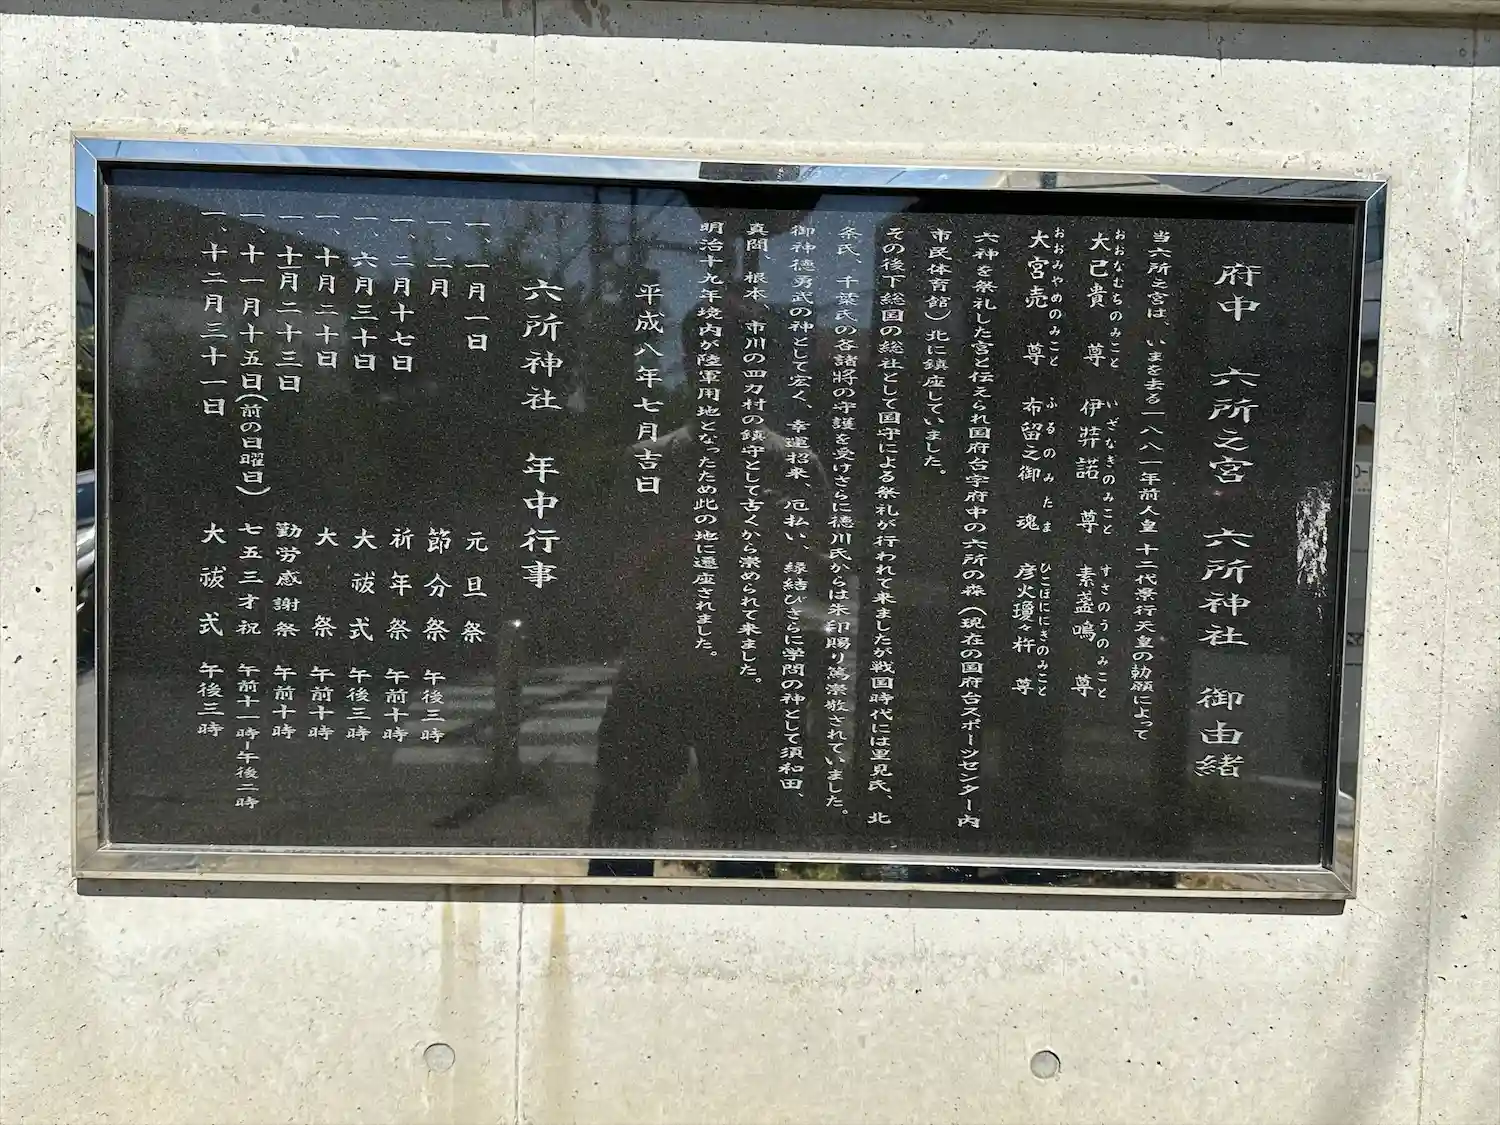 府中 六所之宮 六所神社 御由緒
当六所之宮は、いまを去る一八八一年前人皇 十二代景行天皇の勅願によって
おおなむちのみこと いざなぎのみこと すさのうのみこと
大己貴 尊 伊弉諾 尊 素盞嗚 尊
おおみやめのみこと ふるのみたま ひこほににぎのみこと
大宮売 尊 布留之御 魂 彦火瓊々杵 尊
六神を祭礼した宮と伝えられ国府台字府中の六所の森(現在の国府台スポーツセンター内
市民体育館)北に鎮座していました。
その後下総国の総社として国守による祭礼が行われて来ましたが戦国時代には里見氏、北
条氏、千葉氏の各諸将の守護を受けさらに徳川氏からは朱印賜り篤崇敬されていました。
御神徳勇武の神として宏く、幸運招来、厄払い、縁結びさらに学問の神として須和田、
真間、根本、市川の四カ村の鎮守として古くから崇められて来ました。
明治十九年境内が陸軍用地となったため此の地に遷座されました。
平成八年七月吉日
六所神社 年中行事
一、一月一日 元旦祭
一、二月 節分祭 午後三時
一、二月十七日 祈年祭 午前十時
一、六月三十日 大祓式 午後三時
一、十月二十日 大祭 午前十時
一、十一月二十三日 勤労感謝祭 午前十時
一、十一月十五日(前の日曜日) 七五三才祝 午前十一時–午後二時
一、十二月三十一日 大祓式 午後三時